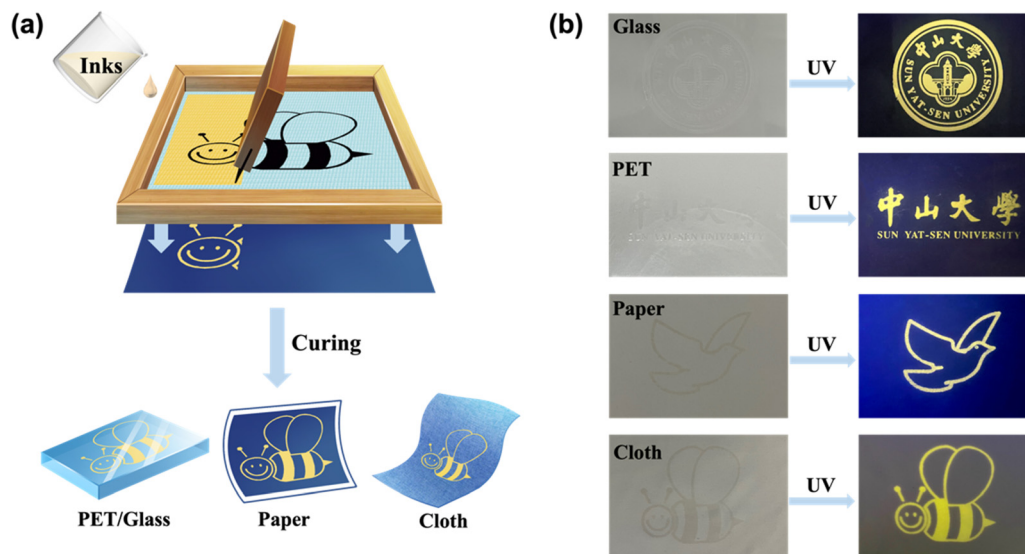 (a)
Inks
Curing
PET/Glass
Paper
Cloth
(b)
Glass
UV
中山大學
SUN YAT-SEN UNIVERSITY
PET
UV
中山大學
SUN YAT-SEN UNIVERSITY
Paper
UV
Cloth
UV